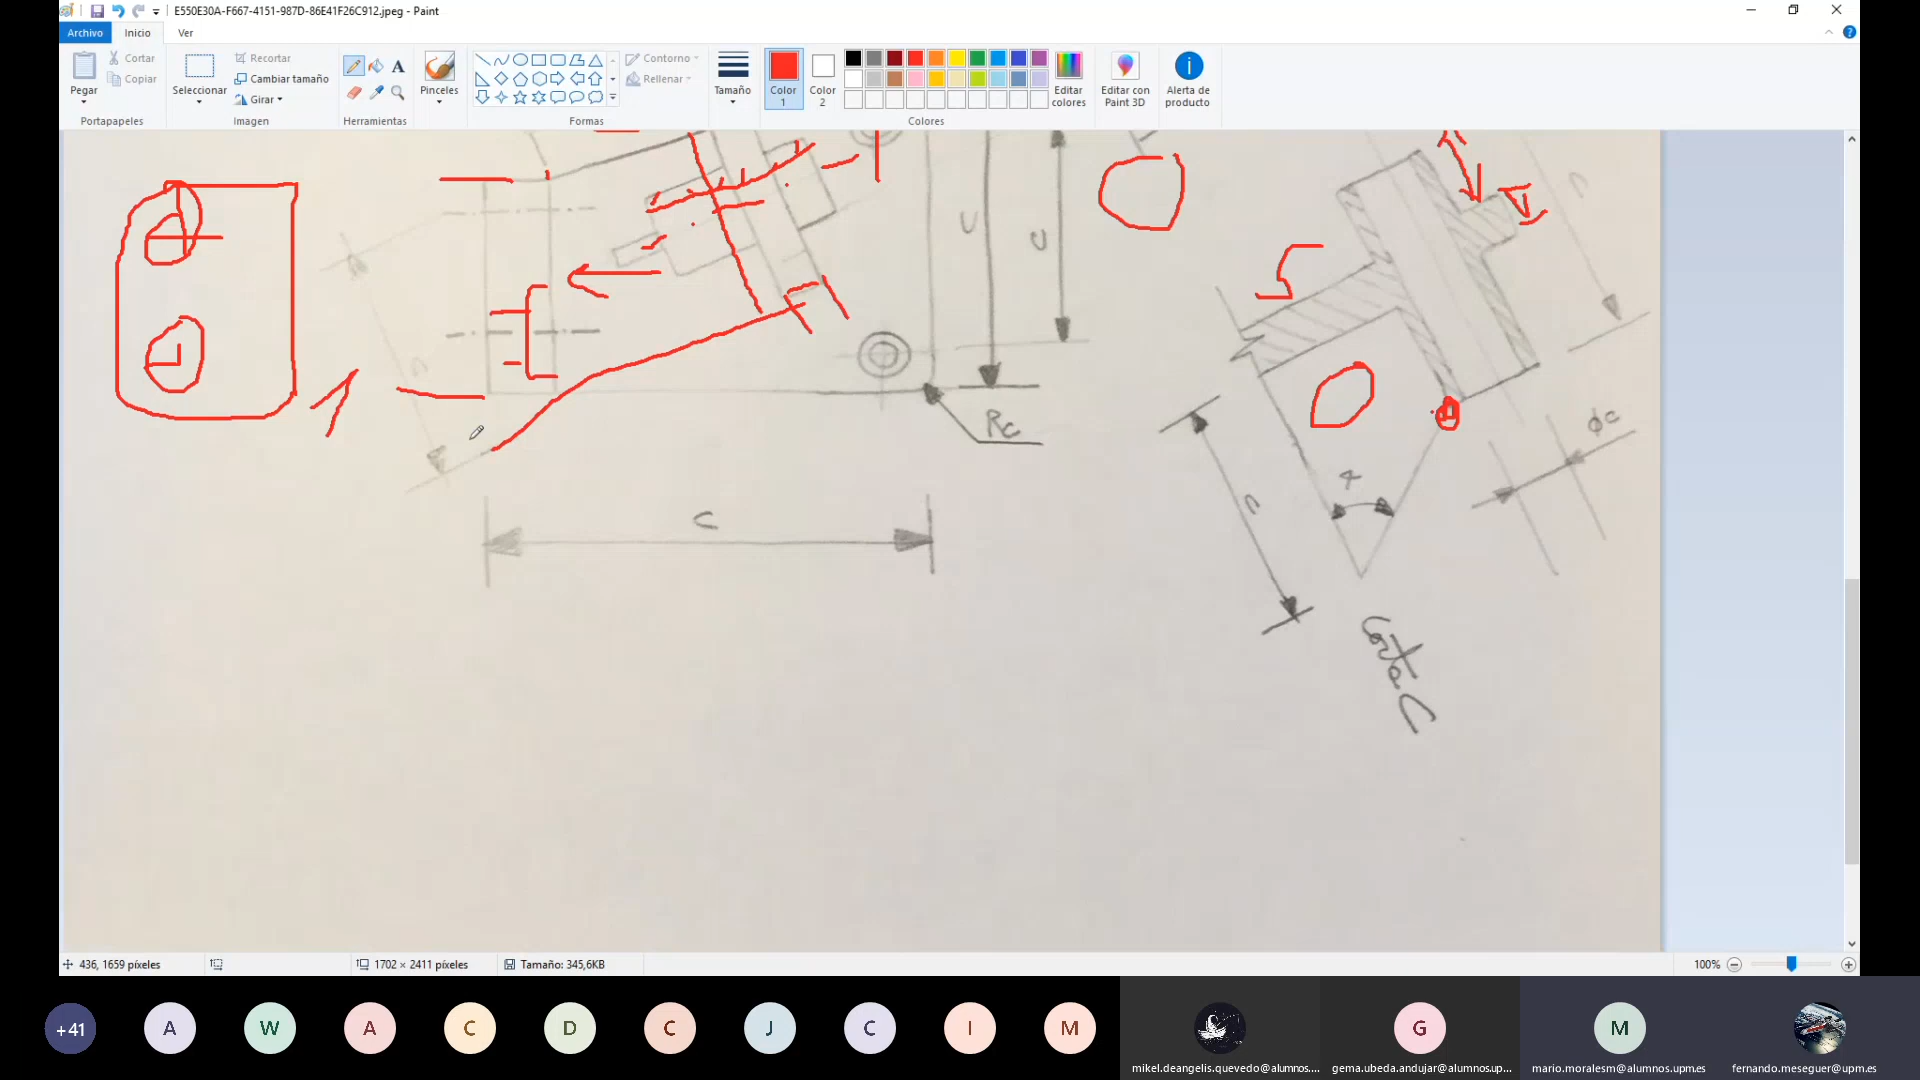 E550E30A-F667-4151-987D-86E41F26C912.jpeg - Paint
Archivo Inicio Ver
Pegar
Cortar
Copiar
Portapapeles
Seleccionar
Recortar
Cambiar tamaño
Girar
Imagen
A
Herramientas
Pinceles
Formas
Contorno
Rellenar
Tamaño
Color 1
Color 2
Colores
Editar colores
Editar con Paint 3D
Alerta de producto
Rc
C
φC
Corte C
436, 1659 píxeles
1702 × 2411 píxeles
Tamaño: 345,6KB
100%
+41 A W A C D C J C I M G M
mikel.deangelis.quevedo@alumnos....
gema.ubeda.andujar@alumnos.up...
mario.moralesm@alumnos.upm.es
fernando.meseguer@upm.es